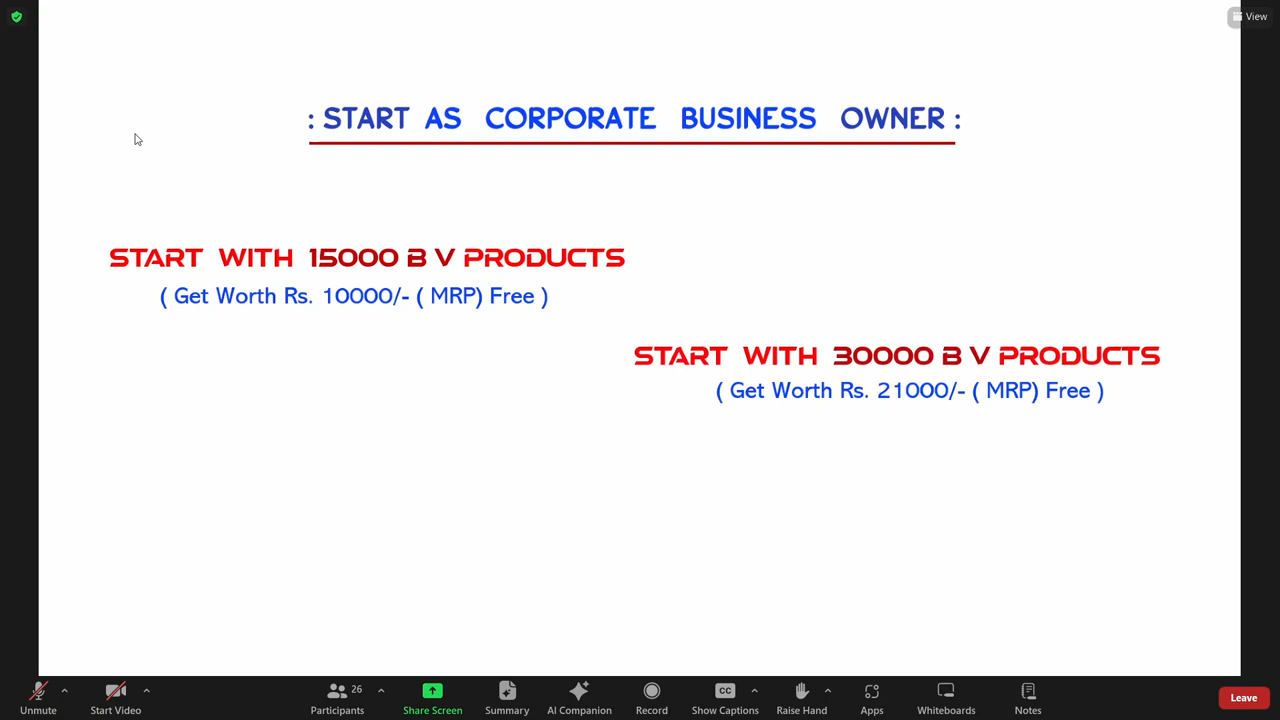 View
: START AS CORPORATE BUSINESS OWNER :
START WITH 15000 B V PRODUCTS
( Get Worth Rs. 10000/- ( MRP) Free )
START WITH 30000 B V PRODUCTS
( Get Worth Rs. 21000/- ( MRP) Free )
26
CC
Unmute Start Video Participants Share Screen Summary AI Companion Record Show Captions Raise Hand Apps Whiteboards Notes Leave